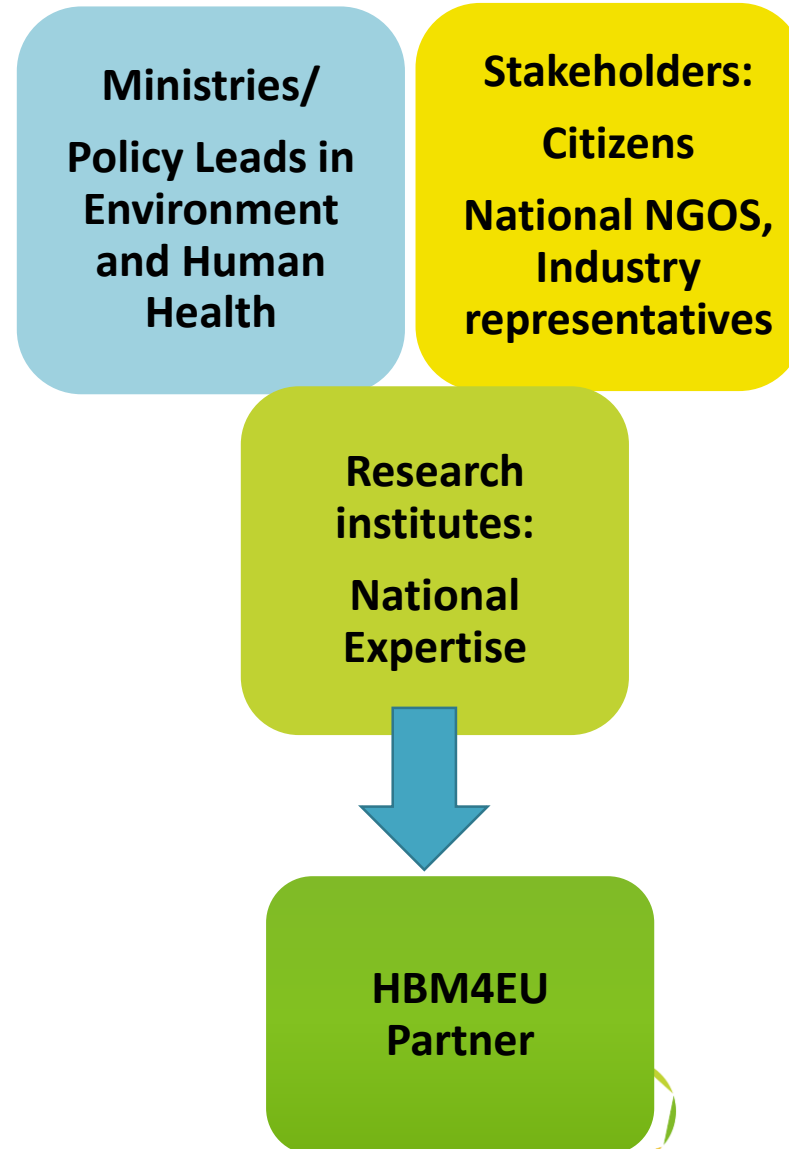 Ministries/
Policy Leads in
Environment
and Human
Health
Stakeholders:
Citizens
National NGOS,
Industry
representatives
Research
institutes:
National
Expertise
HBM4EU
Partner